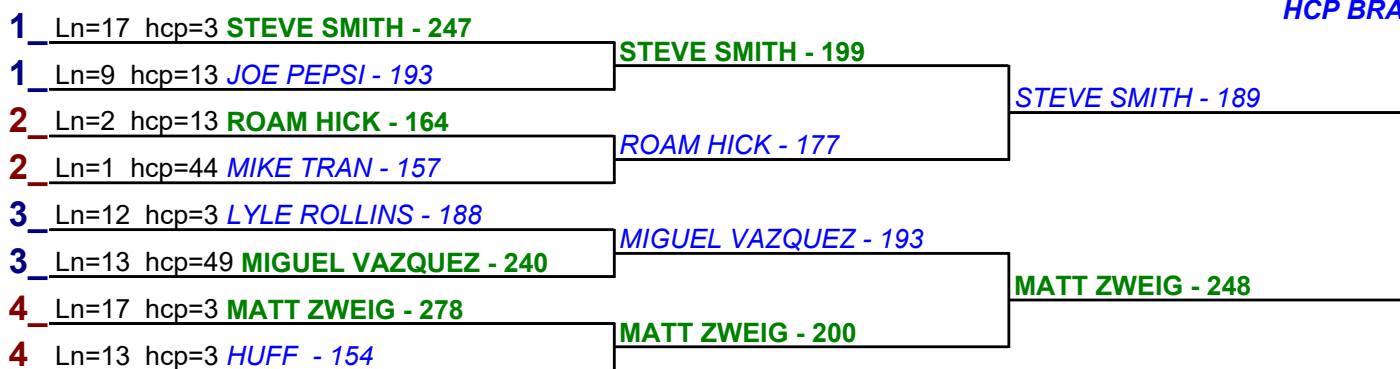 HCP BRA
1_ Ln=17 hcp=3 STEVE SMITH - 247
STEVE SMITH - 199
1_ Ln=9 hcp=13 JOE PEPSI - 193
STEVE SMITH - 189
2_ Ln=2 hcp=13 ROAM HICK - 164
ROAM HICK - 177
2_ Ln=1 hcp=44 MIKE TRAN - 157
3_ Ln=12 hcp=3 LYLE ROLLINS - 188
MIGUEL VAZQUEZ - 193
3_ Ln=13 hcp=49 MIGUEL VAZQUEZ - 240
MATT ZWEIG - 248
4_ Ln=17 hcp=3 MATT ZWEIG - 278
MATT ZWEIG - 200
4 Ln=13 hcp=3 HUFF - 154